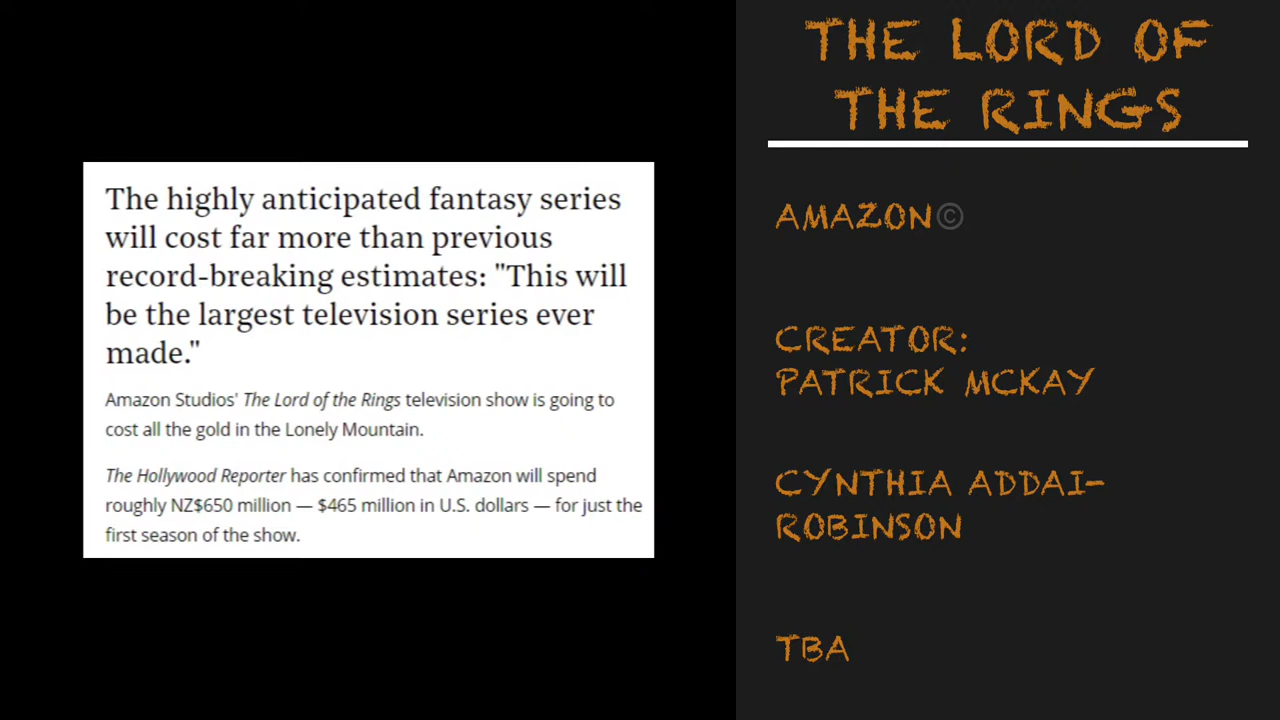 The highly anticipated fantasy series
will cost far more than previous
record-breaking estimates: "This will
be the largest television series ever
made."
Amazon Studios' The Lord of the Rings television show is going to
cost all the gold in the Lonely Mountain.
The Hollywood Reporter has confirmed that Amazon will spend
roughly NZ$650 million — $465 million in U.S. dollars — for just the
first season of the show.
THE LORD OF
THE RINGS
AMAZON©
CREATOR:
PATRICK MCKAY
CYNTHIA ADDAI-
ROBINSON
TBA